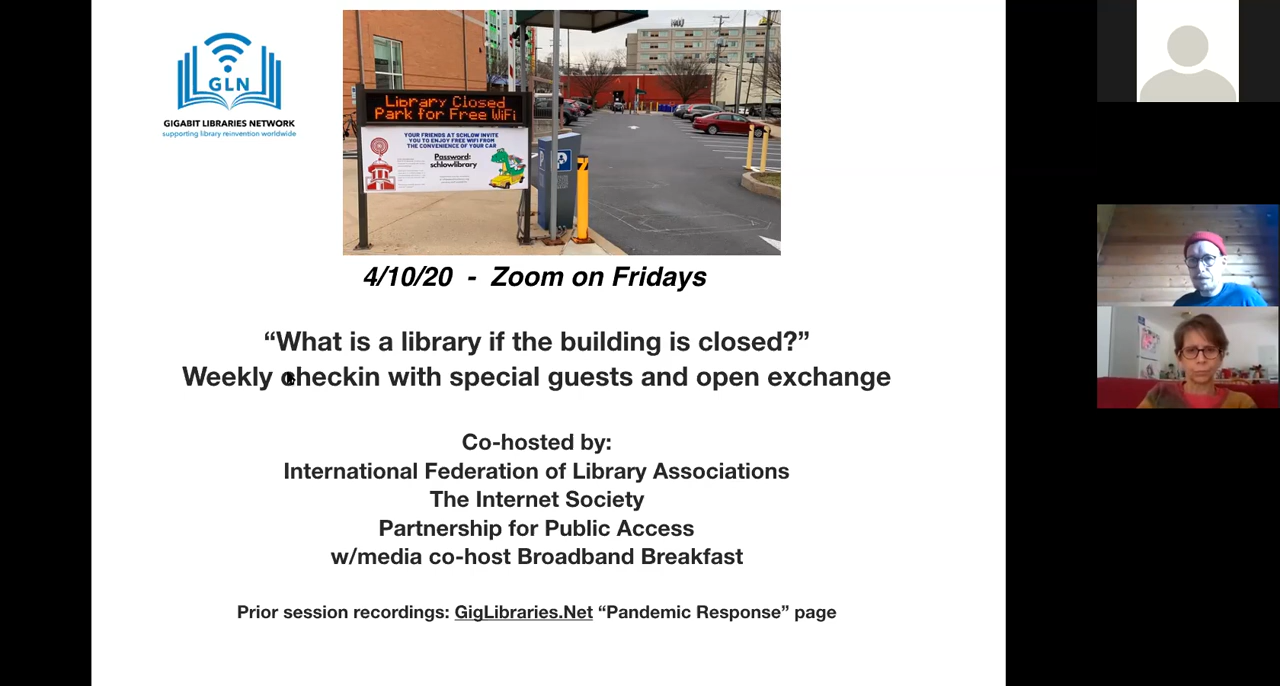 GLN
GIGABIT LIBRARIES NETWORK
supporting library reinvention worldwide
Library Closed
Park for Free WiFi
YOUR FRIENDS AT SCHLOW INVITE
YOU TO ENJOY FREE WIFI FROM
THE CONVENIENCE OF YOUR CAR
Password:
schlowlibrary
4/10/20 - Zoom on Fridays
“What is a library if the building is closed?”
Weekly checkin with special guests and open exchange
Co-hosted by:
International Federation of Library Associations
The Internet Society
Partnership for Public Access
w/media co-host Broadband Breakfast
Prior session recordings: GigLibraries.Net “Pandemic Response” page